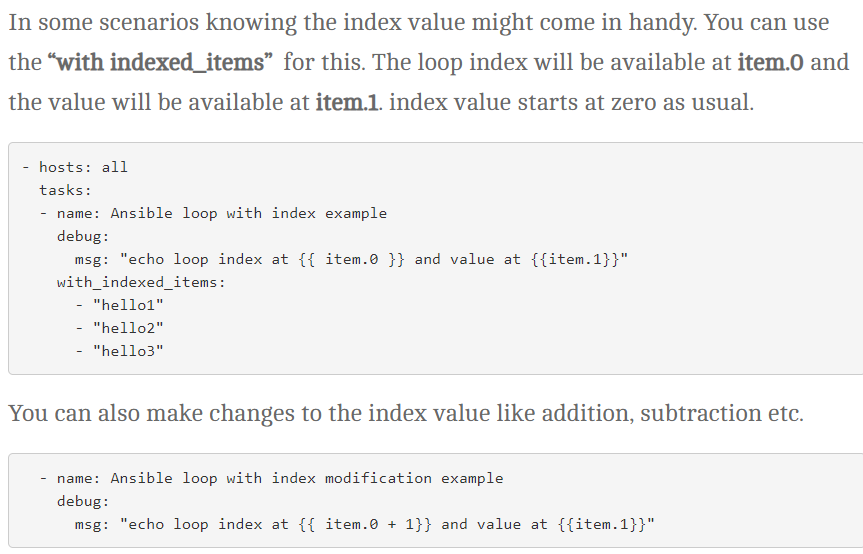 In some scenarios knowing the index value might come in handy. You can use
the “with indexed_items”  for this. The loop index will be available at item.0 and
the value will be available at item.1. index value starts at zero as usual.
- hosts: all
  tasks:
  - name: Ansible loop with index example
    debug:
      msg: "echo loop index at {{ item.0 }} and value at {{item.1}}"
    with_indexed_items:
      - "hello1"
      - "hello2"
      - "hello3"
You can also make changes to the index value like addition, subtraction etc.
  - name: Ansible loop with index modification example
    debug:
      msg: "echo loop index at {{ item.0 + 1}} and value at {{item.1}}"